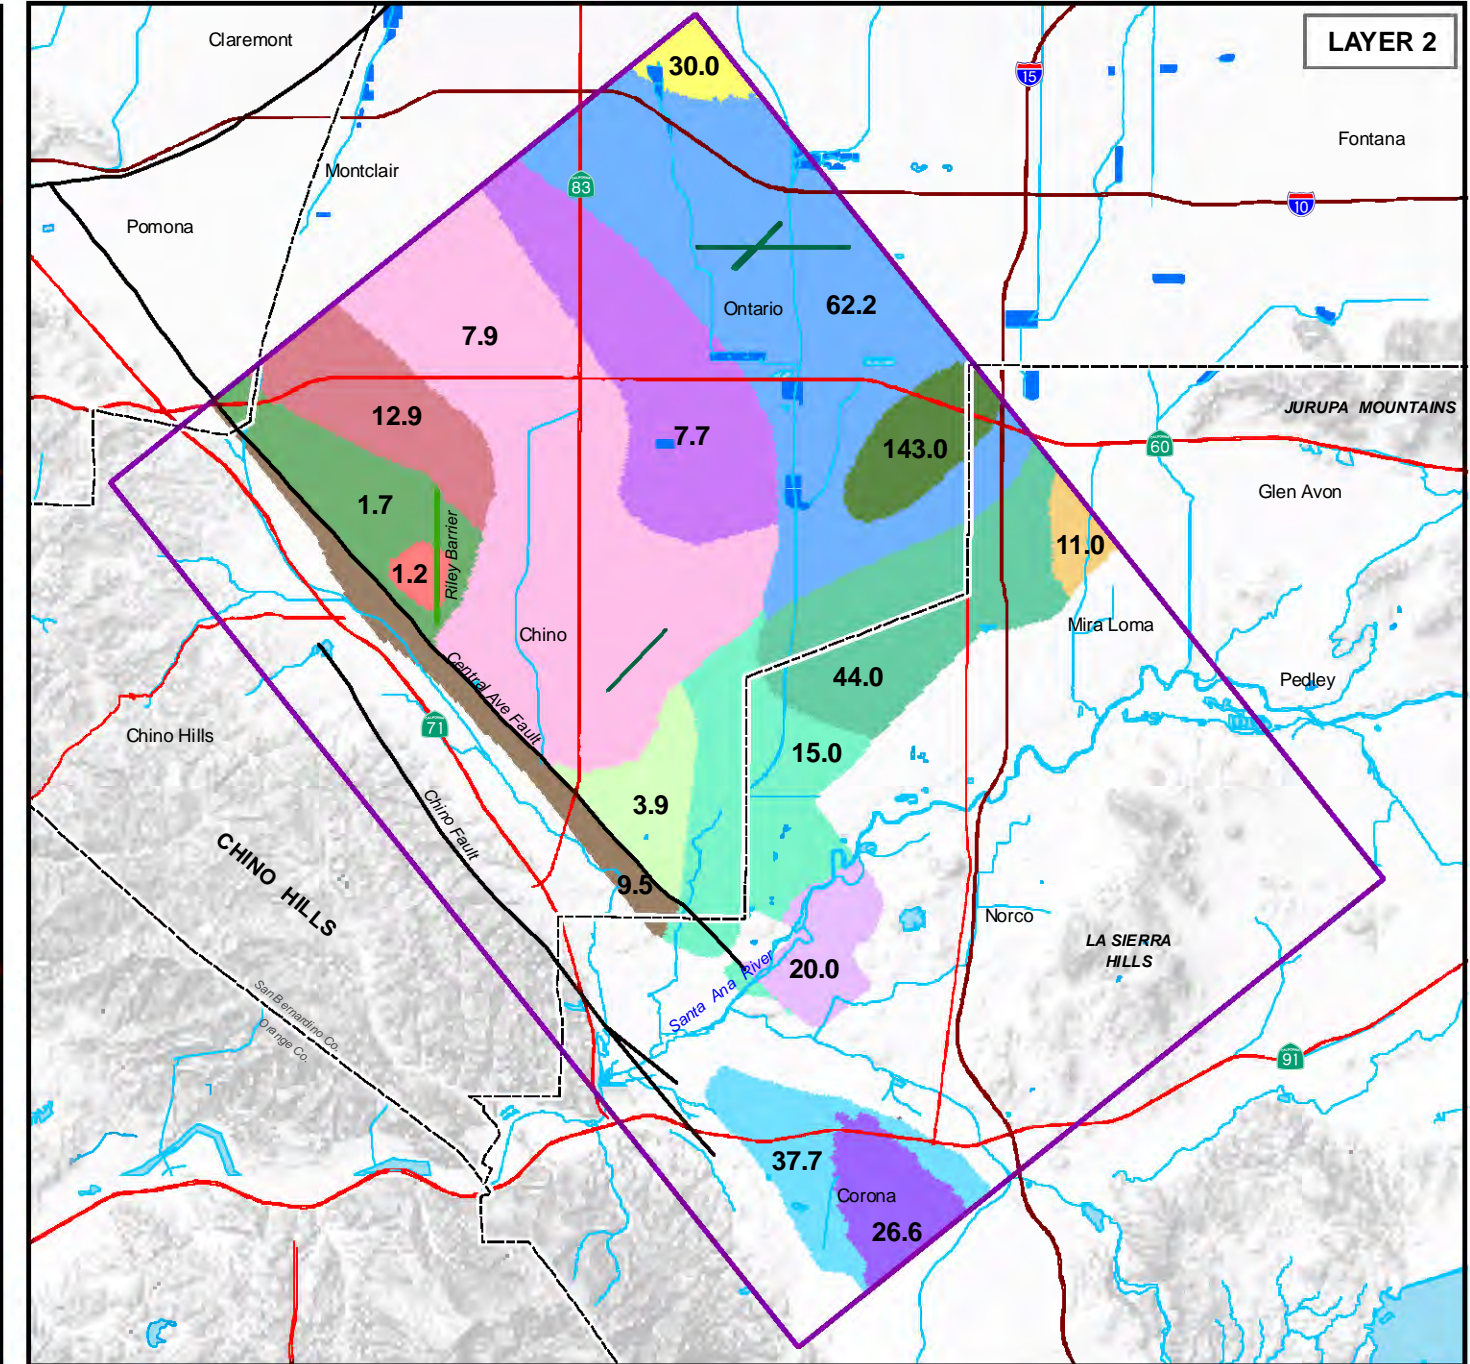 LAYER 2
Claremont
30.0
15
Fontana
Montclair
83
10
Pomona
Ontario
62.2
7.9
JURUPA MOUNTAINS
12.9
7.7
143.0
60
Glen Avon
1.7
Riley Barrier
11.0
1.2
Chino
Mira Loma
44.0
Pedley
Central Ave Fault
71
Chino Hills
15.0
3.9
Chino Fault
CHINO HILLS
9.5
Norco
LA SIERRA
HILLS
20.0
Santa Ana River
San Bernardino Co.
Orange Co.
91
37.7
Corona
26.6